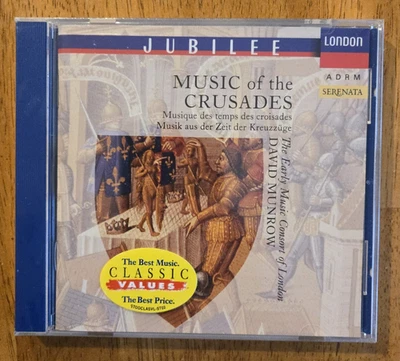 JUBILEE
LONDON
ADRM
SERENATA
MUSIC of the
CRUSADES
Musique des temps des croisades
Musik aus der Zeit der Kreuzzüge
The Early Music Consort of London
DAVID MUNROW
The Best Music.
CLASSIC
VALUES
The Best Price.